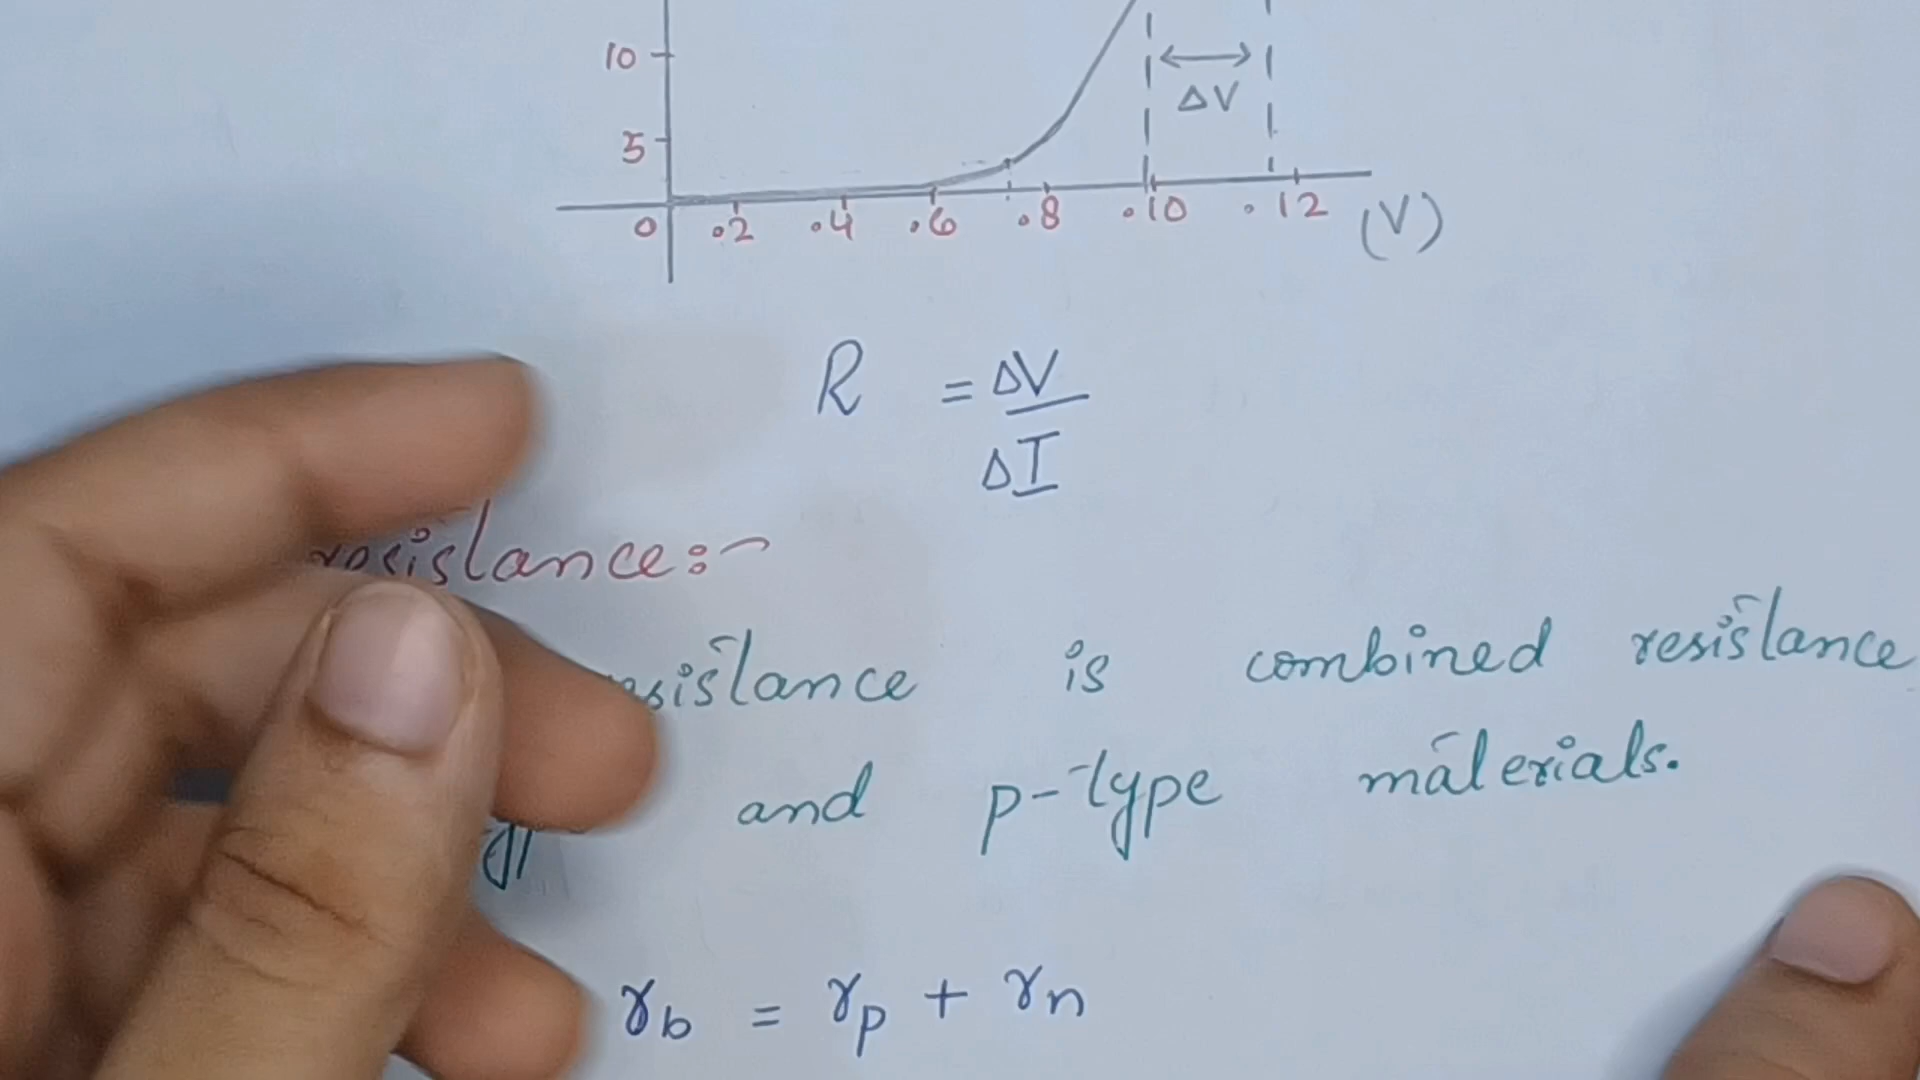 10
ΔV
5
0 .2 .4 .6 .8 .10 .12 (V)
R = ΔV
ΔI
resistance:-
is combined resistance
and p-type materials.
rb = rp + rn